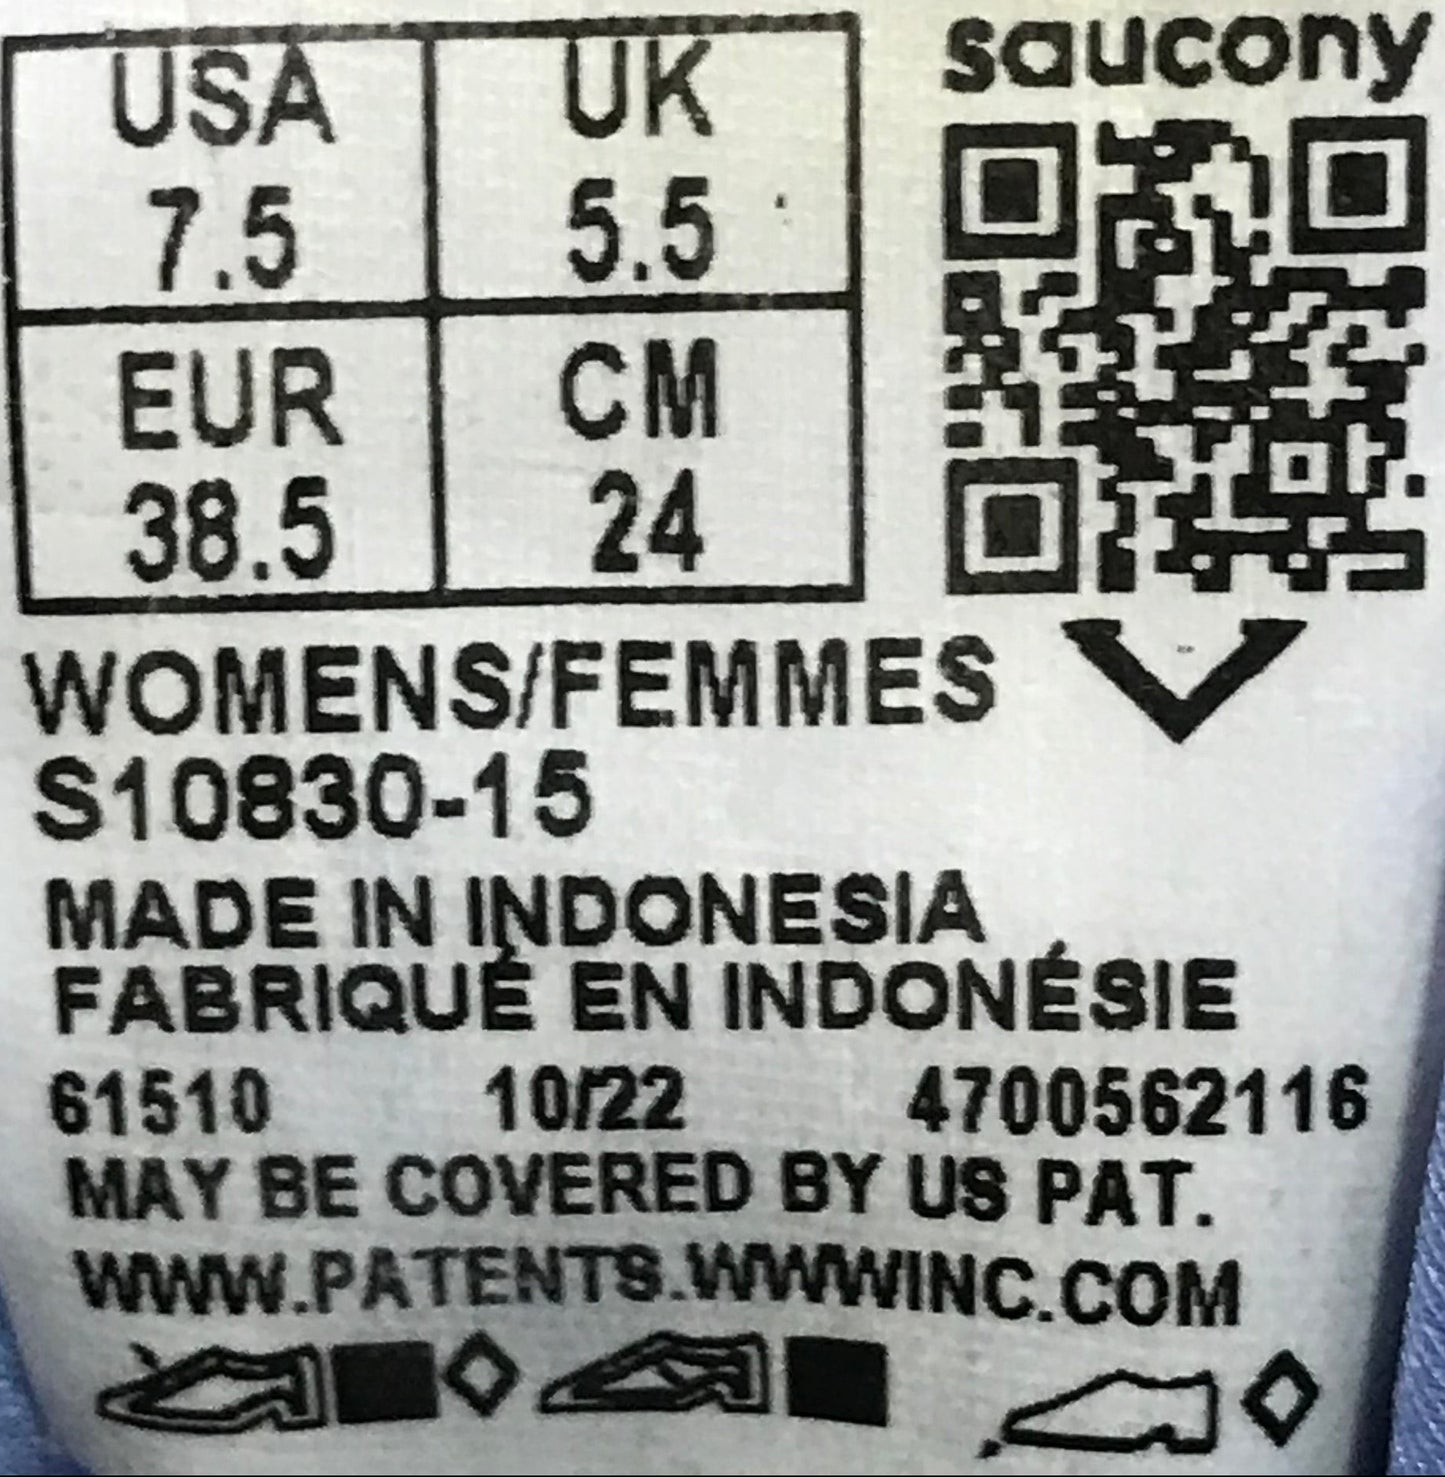 saucony
USA UK
7.5 5.5
EUR CM
38.5 24
WOMENS/FEMMES
S10830-15
MADE IN INDONESIA
FABRIQUÉ EN INDONÉSIE
61510 10/22 4700562116
MAY BE COVERED BY US PAT.
WWW.PATENTS.WWWINC.COM